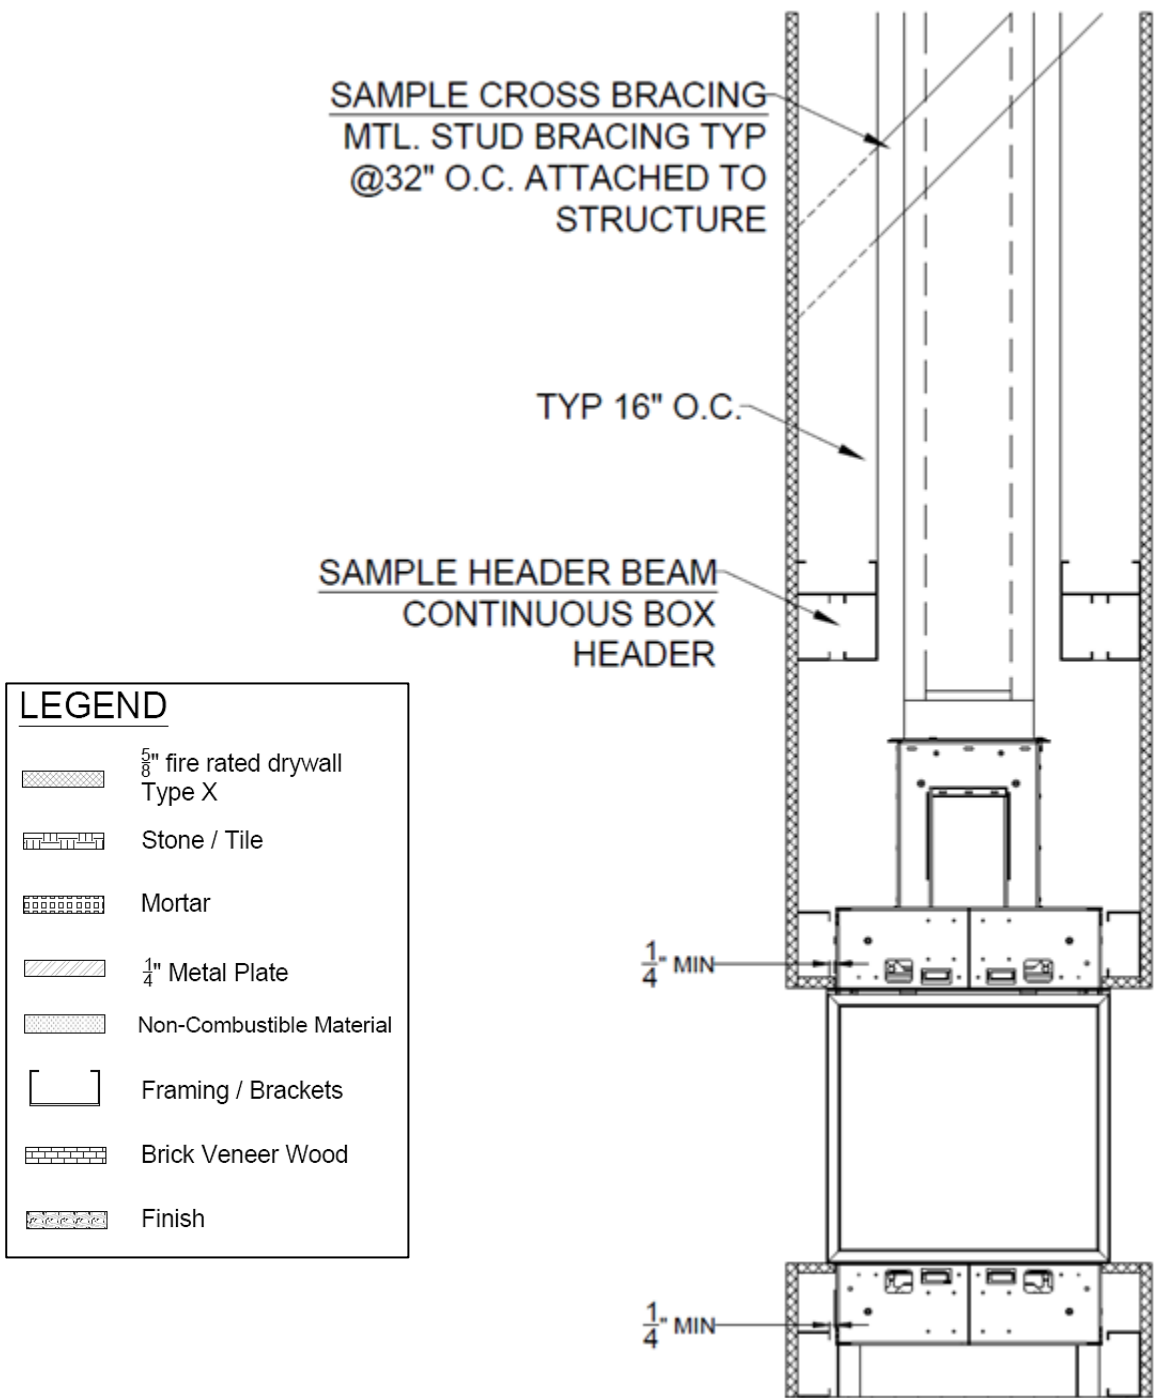 SAMPLE CROSS BRACING
MTL. STUD BRACING TYP
@32" O.C. ATTACHED TO
STRUCTURE
TYP 16" O.C.
SAMPLE HEADER BEAM
CONTINUOUS BOX
HEADER
LEGEND
5/8" fire rated drywall
Type X
Stone / Tile
Mortar
1/4" Metal Plate
Non-Combustible Material
Framing / Brackets
Brick Veneer Wood
Finish
1/4" MIN
1/4" MIN